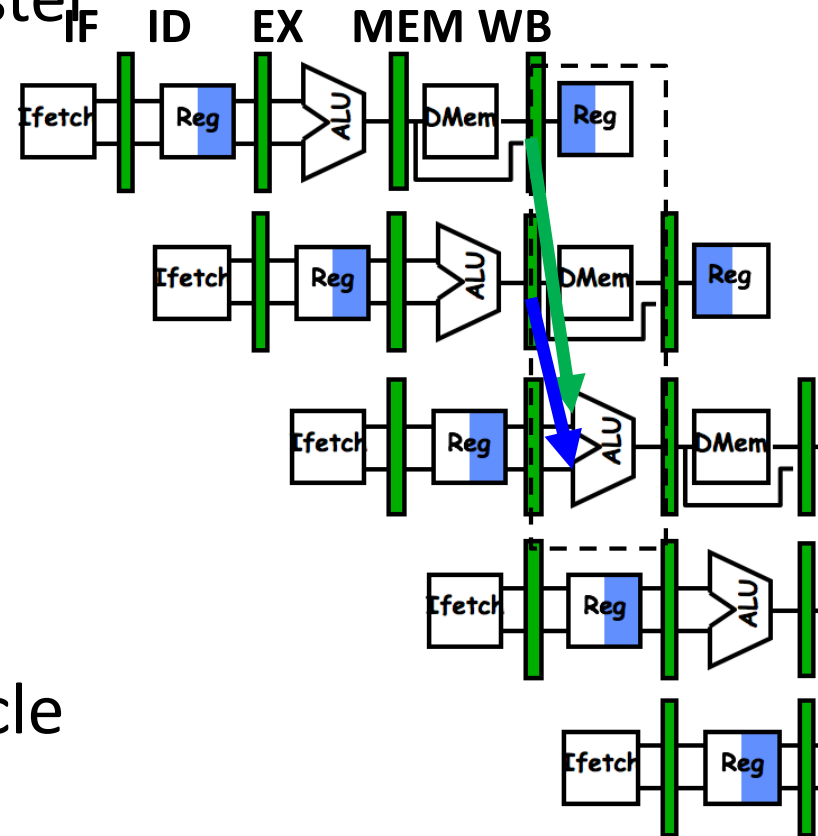 ster
IF ID EX MEM WB
Ifetch Reg ALU DMem Reg
Ifetch Reg ALU DMem Reg
Ifetch Reg ALU DMem
Ifetch Reg ALU
cle
Ifetch Reg